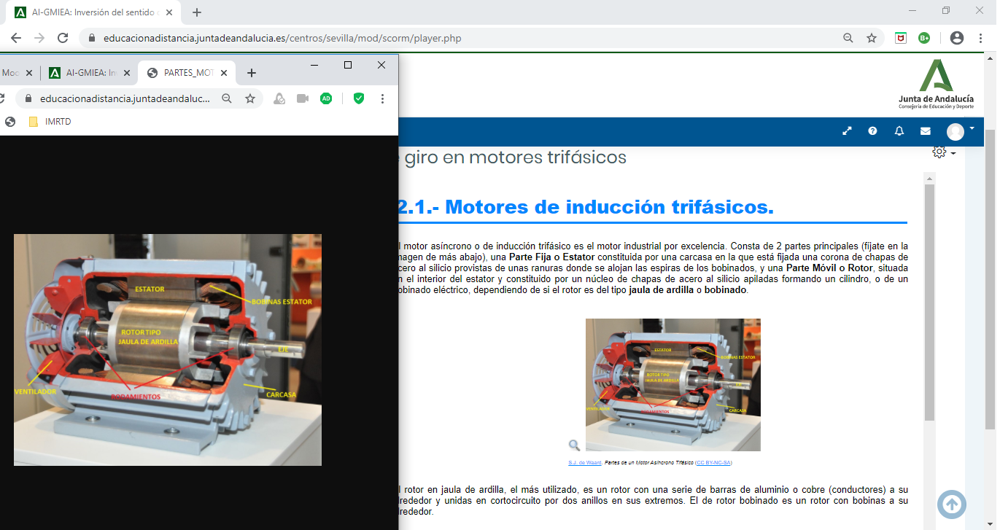 AI-GMIEA: Inversión del sentido
educacionadistancia.juntadeandalucia.es/centros/sevilla/mod/scorm/player.php
Moo
AI-GMIEA: In
PARTES_MOT
educacionadistancia.juntadeandaluc...
AD
B+
IMRTD
Junta de Andalucía
Consejería de Educación y Deporte
giro en motores trifásicos
2.1.- Motores de inducción trifásicos.
l motor asíncrono o de inducción trifásico es el motor industrial por excelencia. Consta de 2 partes principales (fíjate en la
magen de más abajo), una Parte Fija o Estator constituida por una carcasa en la que está fijada una corona de chapas de
cero al silicio provistas de unas ranuras donde se alojan las espiras de los bobinados, y una Parte Móvil o Rotor, situada
n el interior del estator y constituido por un núcleo de chapas de acero al silicio apiladas formando un cilindro, o de un
obinado eléctrico, dependiendo de si el rotor es del tipo jaula de ardilla o bobinado.
ESTATOR
BOBINAS ESTATOR
ROTOR TIPO
JAULA DE ARDILLA
EJE
VENTILADOR
RODAMIENTOS
CARCASA
ESTATOR
BOBINAS ESTATOR
ROTOR TIPO
JAULA DE ARDILLA
EJE
VENTILADOR
RODAMIENTOS
CARCASA
S.J. de Waard. Partes de un Motor Asíncrono Tifásico (CC BY-NC-SA)
l rotor en jaula de ardilla, el más utilizado, es un rotor con una serie de barras de aluminio o cobre (conductores) a su
lrededor y unidas en cortocircuito por dos anillos en sus extremos. El de rotor bobinado es un rotor con bobinas a su
lrededor.